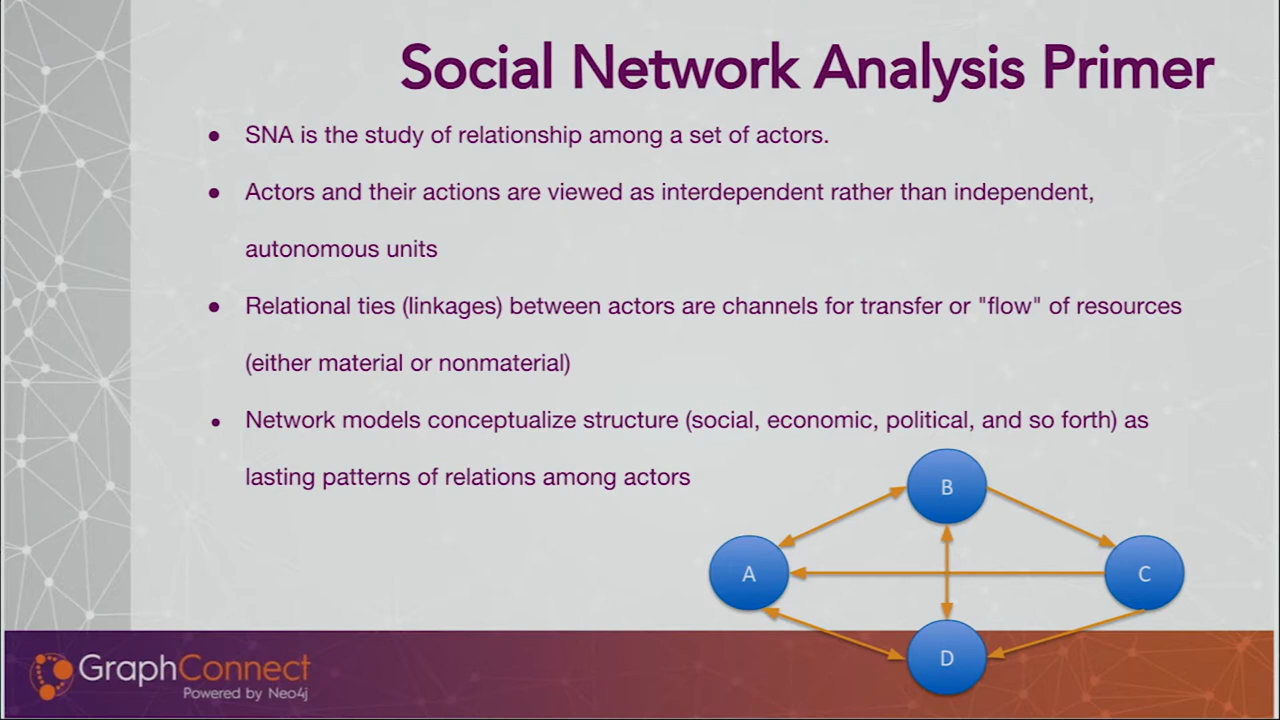 Social Network Analysis Primer
● SNA is the study of relationship among a set of actors.
● Actors and their actions are viewed as interdependent rather than independent,
autonomous units
● Relational ties (linkages) between actors are channels for transfer or "flow" of resources
(either material or nonmaterial)
● Network models conceptualize structure (social, economic, political, and so forth) as
lasting patterns of relations among actors
B
A
C
D
GraphConnect
Powered by Neo4j